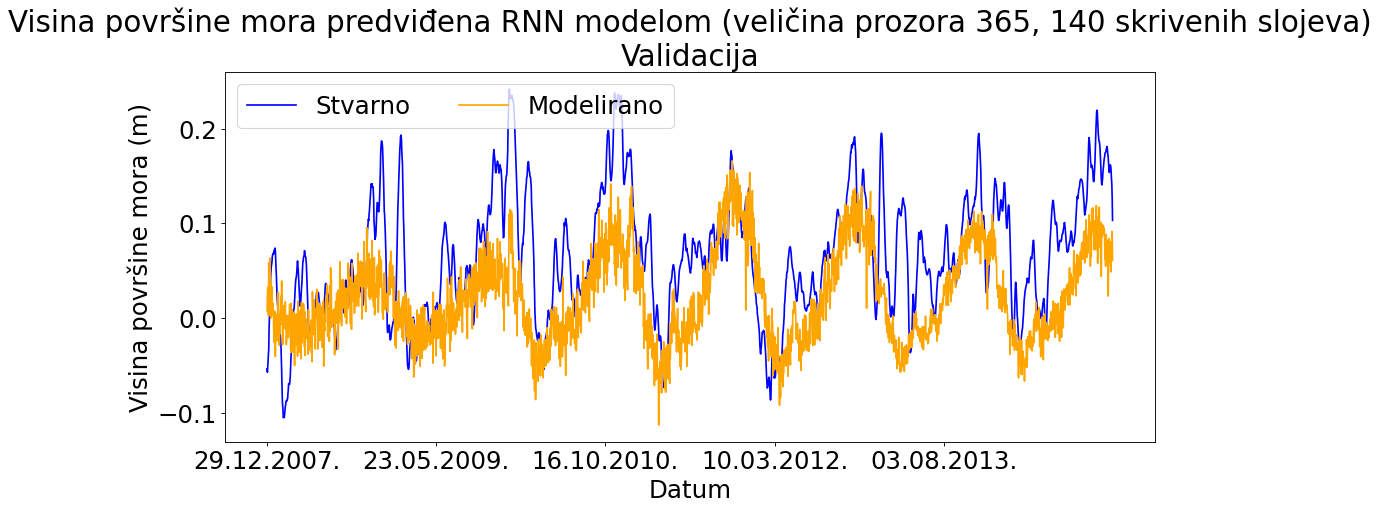 Visina površine mora predviđena RNN modelom (veličina prozora 365, 140 skrivenih slojeva)
Validacija
Stvarno
Modelirano
Visina površine mora (m)
0.2
0.1
0.0
−0.1
29.12.2007.
23.05.2009.
16.10.2010.
10.03.2012.
03.08.2013.
Datum